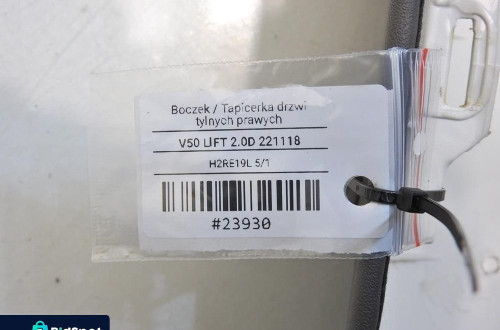 Boczek / Tapicerka drzwi
tylnych prawych
V50 LIFT 2.0D 221118
H2RE19L 5/1
#23930